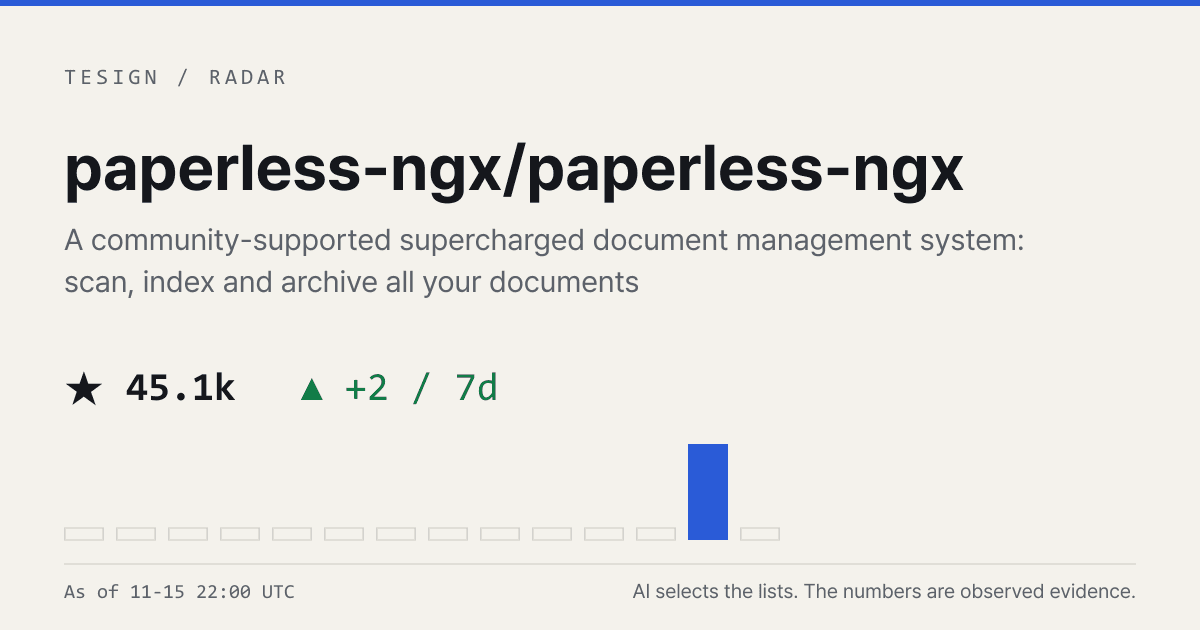 TESIGN / RADAR
paperless-ngx/paperless-ngx
A community-supported supercharged document management system:
scan, index and archive all your documents
★ 45.1k ▲ +2 / 7d
As of 11-15 22:00 UTC
AI selects the lists. The numbers are observed evidence.